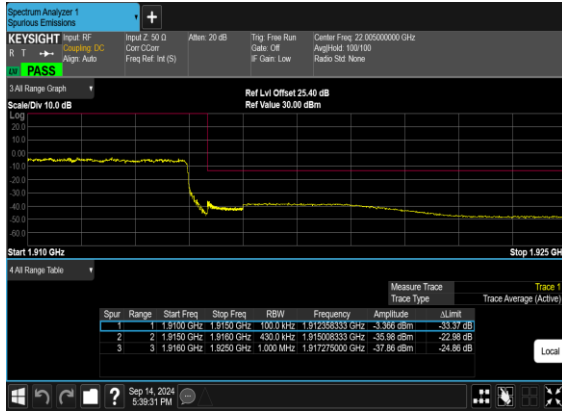 Spectrum Analyzer 1
Spurious Emissions
+
KEYSIGHT Input: RF Input Z: 50 Ω Atten: 20 dB Trig: Free Run Center Freq: 22.005000000 GHz
R T Coupling: DC Corr CCorr Gate: Off Avg|Hold: 100/100
Align: Auto Freq Ref: Int (S) IF Gain: Low Radio Std: None
PASS
3 All Range Graph Ref Lvl Offset 25.40 dB
Scale/Div 10.0 dB Ref Value 30.00 dBm
Log
20.0
10.0
0.00
-10.0
-20.0
-30.0
-40.0
-50.0
-60.0
Start 1.910 GHz Stop 1.925 GH
4 All Range Table
Measure Trace Trace 1
Trace Type Trace Average (Active)
Spur Range Start Freq Stop Freq RBW Frequency Amplitude ΔLimit
1 1 1.9100 GHz 1.9150 GHz 100.0 kHz 1.912358333 GHz -3.366 dBm -33.37 dB
2 2 1.9150 GHz 1.9160 GHz 430.0 kHz 1.915008333 GHz -35.98 dBm -22.98 dB
3 3 1.9160 GHz 1.9250 GHz 1.000 MHz 1.917275000 GHz -37.86 dBm -24.86 dB
Local
? Sep 14, 2024
5:39:31 PM